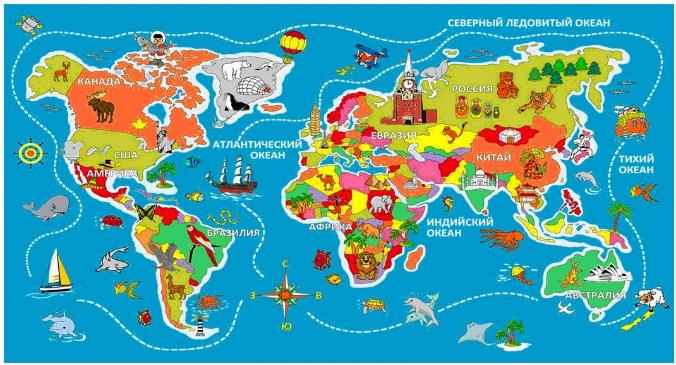 СЕВЕРНЫЙ ЛЕДОВИТЫЙ ОКЕАН
КАНАДА
РОССИЯ
ЕВРАЗИЯ
АТЛАНТИЧЕСКИЙ
ОКЕАН
США
КИТАЙ
ТИХИЙ
ОКЕАН
АМЕРИКА
АФРИКА
ИНДИЙСКИЙ
ОКЕАН
БРАЗИЛИЯ
С
З
В
Ю
АВСТРАЛИЯ